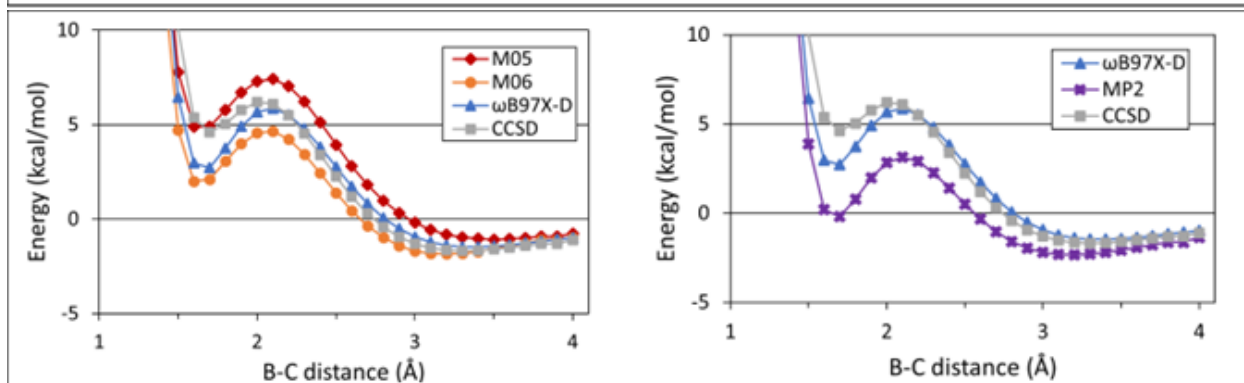 10
5
0
-5
Energy (kcal/mol)
M05
M06
ωB97X-D
CCSD
1
2
3
4
B-C distance (Å)
10
5
0
-5
Energy (kcal/mol)
ωB97X-D
MP2
CCSD
1
2
3
4
B-C distance (Å)